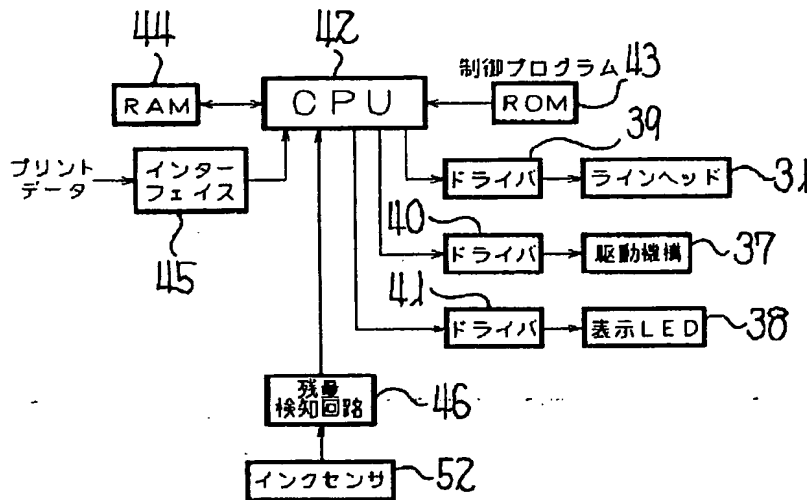 44
42
制御プログラム 43
RAM
CPU
ROM
39
プリント
データ
インター
フェイス
45
ドライバ
ラインヘッド
31
40
ドライバ
駆動機構
37
41
ドライバ
表示LED
38
残量
検知回路
46
インクセンサ
52